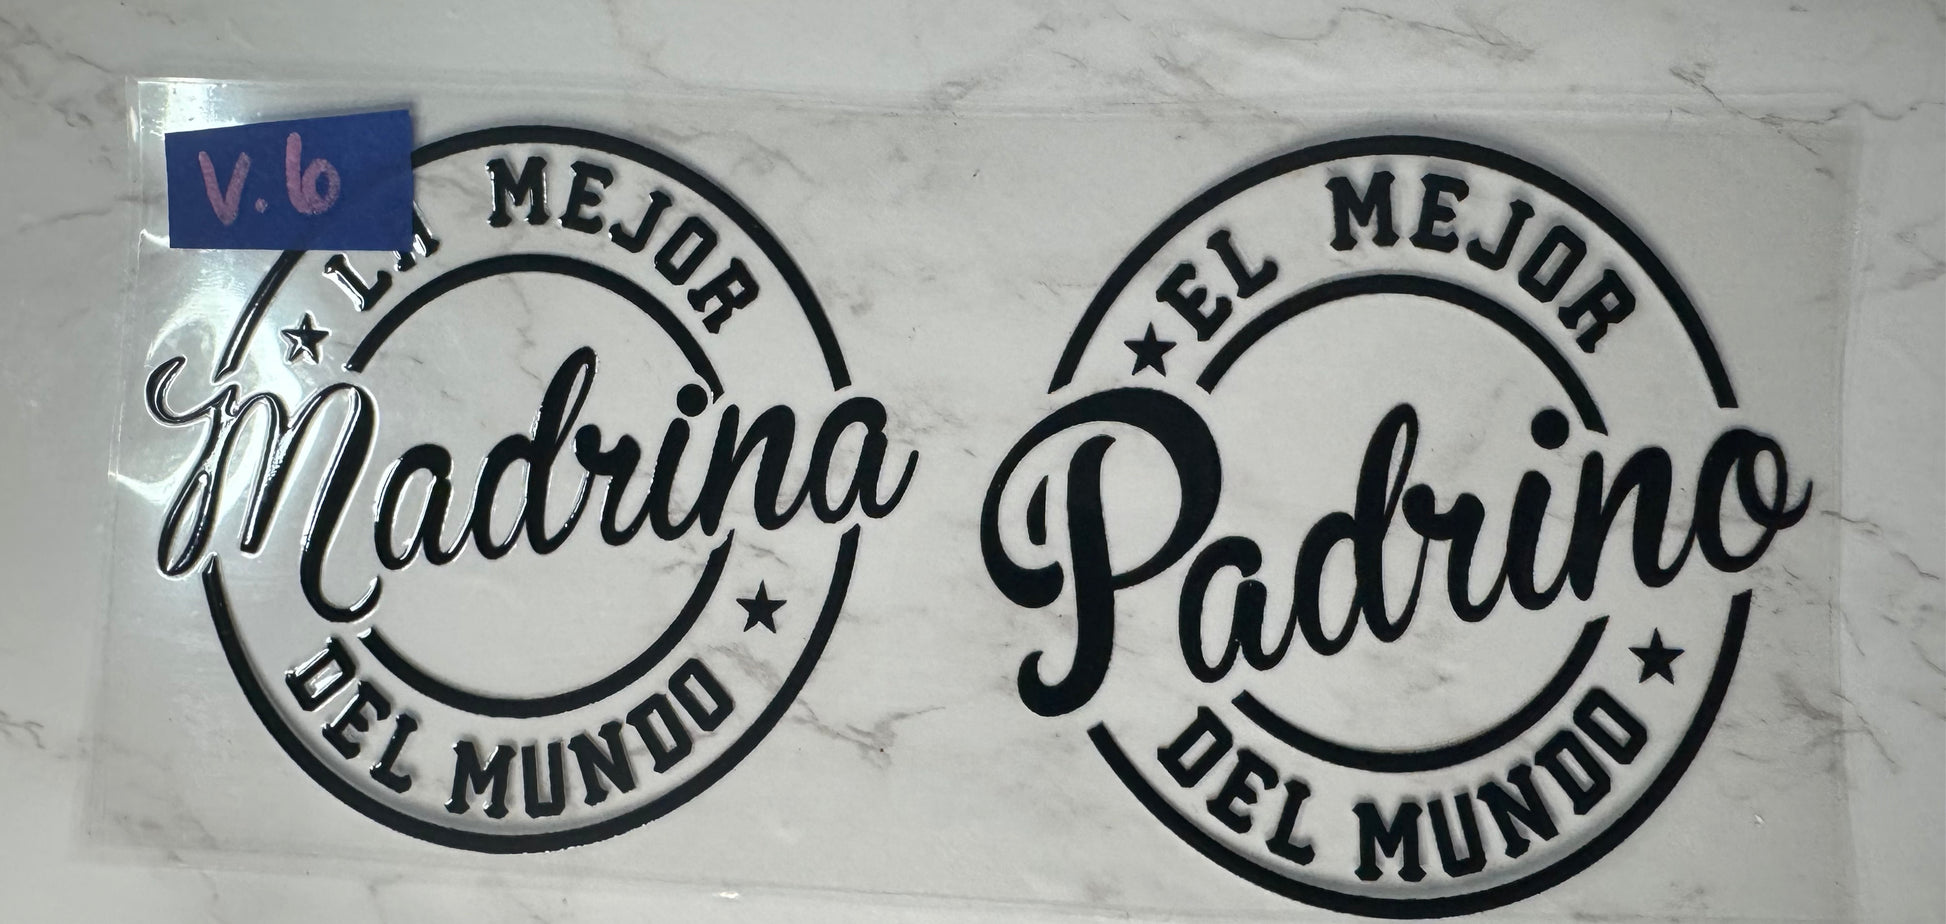 V.6
LA MEJOR
Madrina
DEL MUNDO
EL MEJOR
Padrino
DEL MUNDO